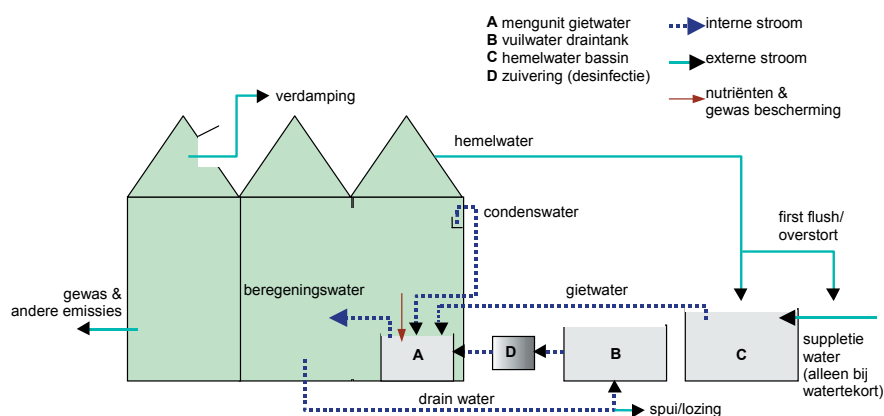 A mengunit gietwater
B vuilwater draintank
C hemelwater bassin
D zuivering (desinfectie)
interne stroom
externe stroom
nutriënten &
gewas bescherming
verdamping
hemelwater
condenswater
first flush/
overstort
gewas &
andere emissies
beregeningswater
gietwater
A
D
B
C
suppletie
water
(alleen bij
watertekort)
drain water
spui/lozing